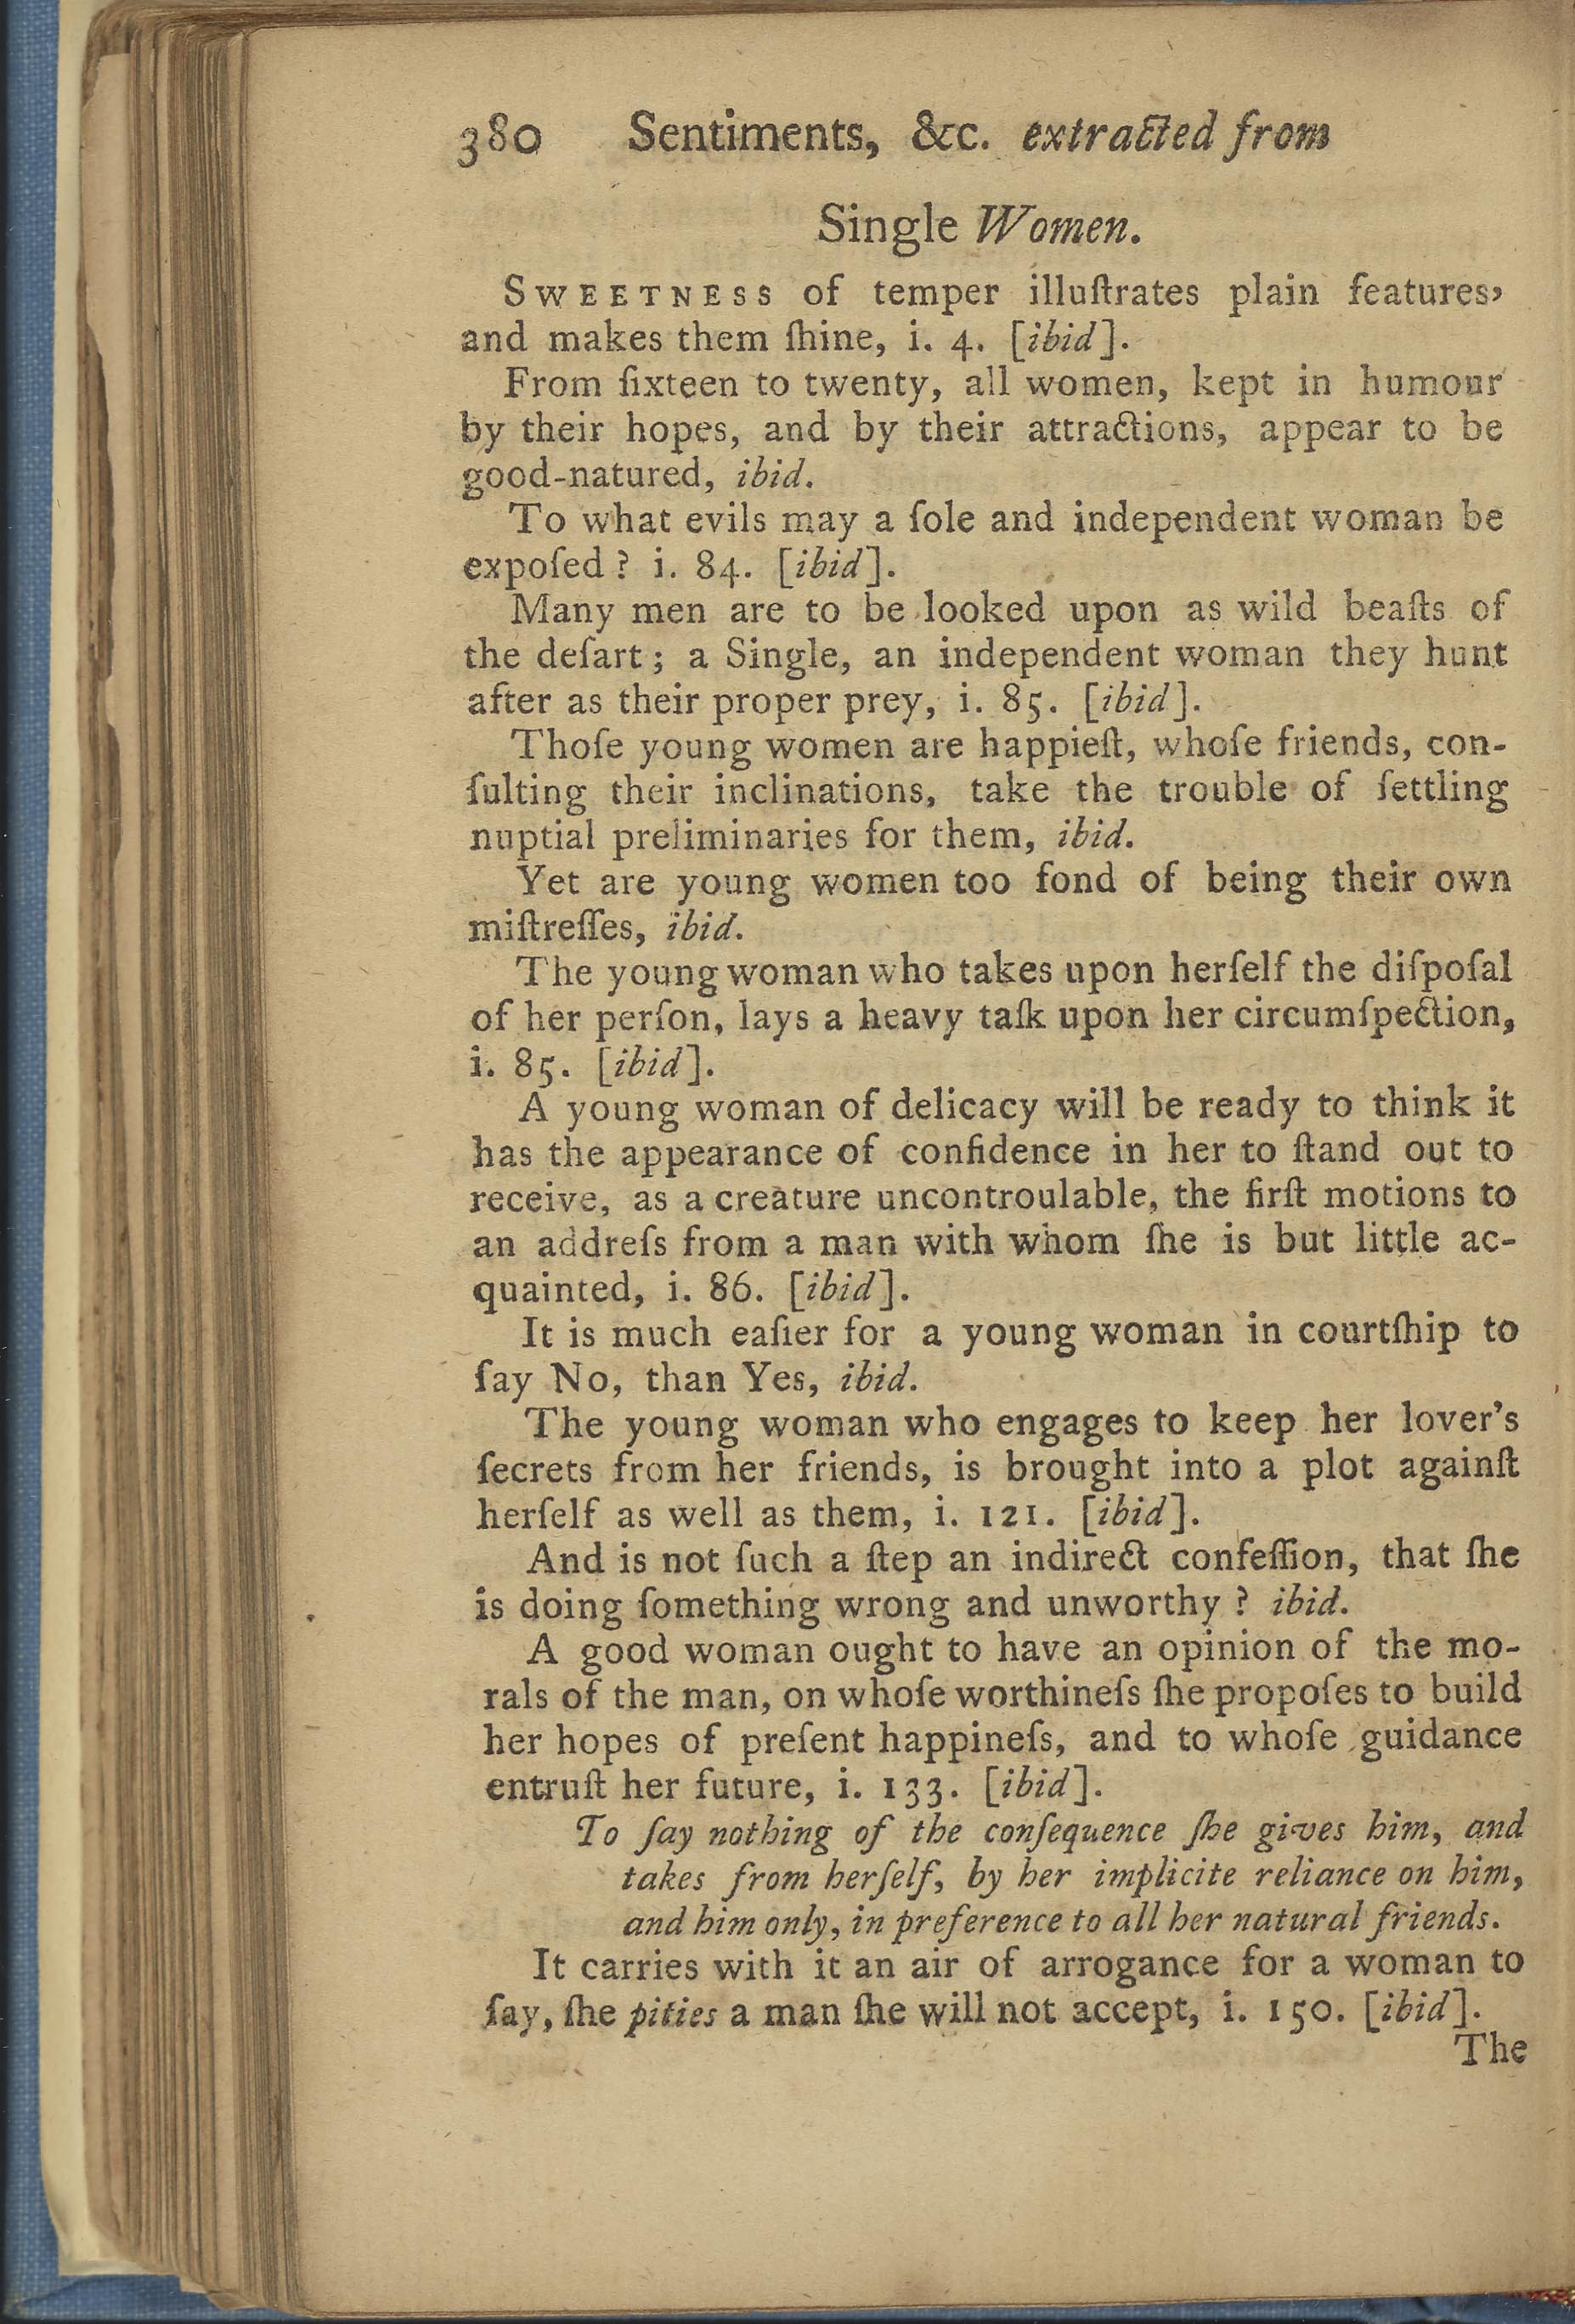 380 Sentiments, &c. extracted from
Single Women.
SWEETNESS of temper illuſtrates plain features,
and makes them ſhine, i. 4. [ibid].
From ſixteen to twenty, all women, kept in humour
by their hopes, and by their attractions, appear to be
good-natured, ibid.
To what evils may a ſole and independent woman be
expoſed? i. 84. [ibid].
Many men are to be looked upon as wild beaſts of
the deſart; a Single, an independent woman they hunt
after as their proper prey, i. 85. [ibid].
Thoſe young women are happieſt, whoſe friends, con-
ſulting their inclinations, take the trouble of ſettling
nuptial preliminaries for them, ibid.
Yet are young women too fond of being their own
miſtreſſes, ibid.
The young woman who takes upon herſelf the diſpoſal
of her perſon, lays a heavy taſk upon her circumſpection,
i. 85. [ibid].
A young woman of delicacy will be ready to think it
has the appearance of confidence in her to ſtand out to
receive, as a creature uncontroulable, the firſt motions to
an addreſs from a man with whom ſhe is but little ac-
quainted, i. 86. [ibid].
It is much eaſier for a young woman in courtſhip to
ſay No, than Yes, ibid.
The young woman who engages to keep her lover's
ſecrets from her friends, is brought into a plot againſt
herſelf as well as them, i. 121. [ibid].
And is not ſuch a ſtep an indirect confeſſion, that ſhe
is doing ſomething wrong and unworthy? ibid.
A good woman ought to have an opinion of the mo-
rals of the man, on whoſe worthineſs ſhe propoſes to build
her hopes of preſent happineſs, and to whoſe guidance
entruſt her future, i. 133. [ibid].
To ſay nothing of the conſequence ſhe gives him, and
takes from herſelf, by her implicite reliance on him,
and him only, in preference to all her natural friends.
It carries with it an air of arrogance for a woman to
ſay, ſhe pities a man ſhe will not accept, i. 150. [ibid].
The